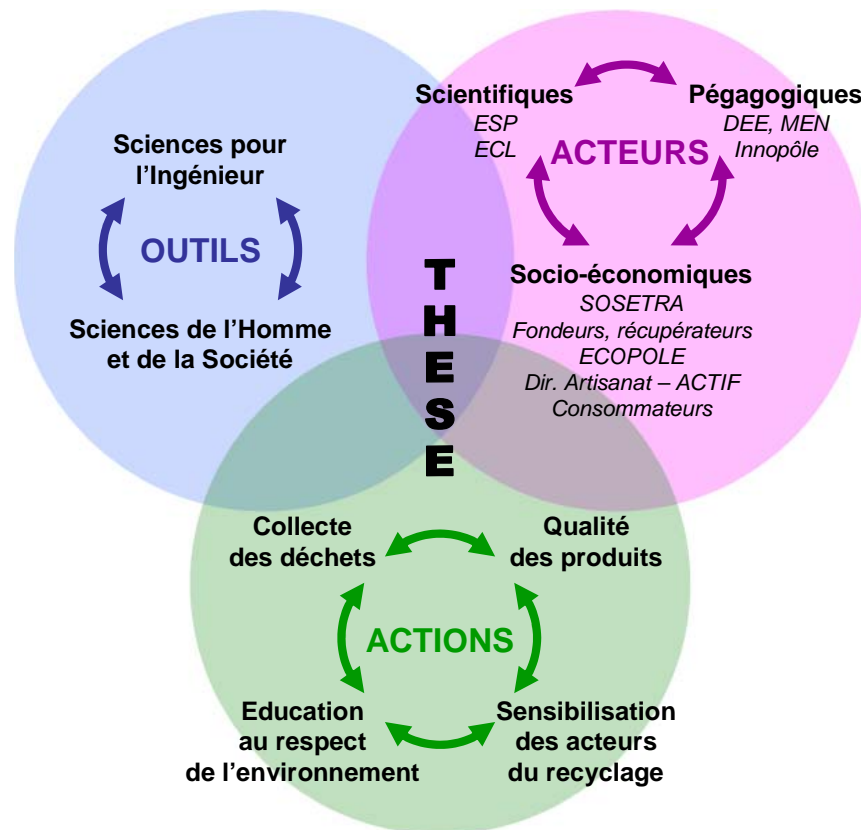 Sciences pour
l'Ingénieur
OUTILS
Sciences de l'Homme
et de la Société
Scientifiques
ESP
ECL
Pégagogiques
DEE, MEN
Innopôle
ACTEURS
Socio-économiques
SOSETRA
Fondeurs, récupérateurs
ECOPOLE
Dir. Artisanat – ACTIF
Consommateurs
THESE
Collecte
des déchets
Qualité
des produits
ACTIONS
Education
au respect
de l'environnement
Sensibilisation
des acteurs
du recyclage